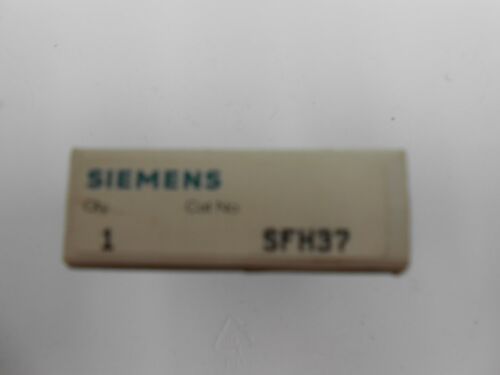 SIEMENS
Qty. Cat No.
1 SFH37